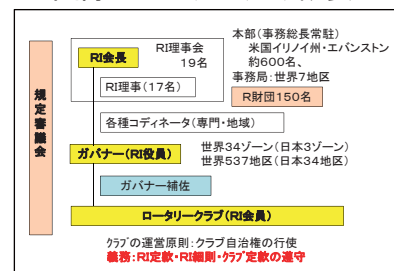 本部(事務総長常駐)
米国イリノイ州・エバンストン
約600名、
事務局:世界7地区
R財団150名
RI理事会
19名
RI会長
RI理事(17名)
規定審議会
各種コディネータ(専門・地域)
ガバナー(RI役員)
世界34ゾーン(日本3ゾーン)
世界537地区(日本34地区)
ガバナー補佐
ロータリークラブ(RI会員)
クラブの運営原則:クラブ自治権の行使
義務:RI定款・RI細則・クラブ定款の遵守